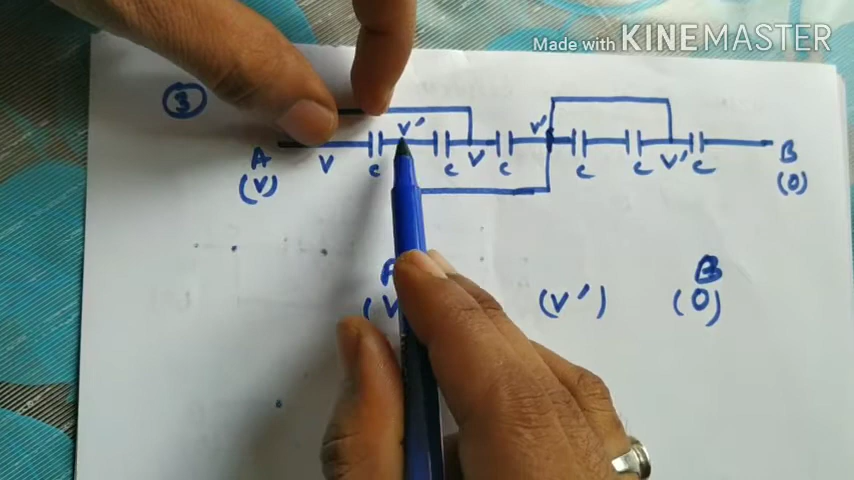 Made with KINEMASTER
3
V' V'
A V C C V C C C V' C B
(V) (0)
(V') B
(0)